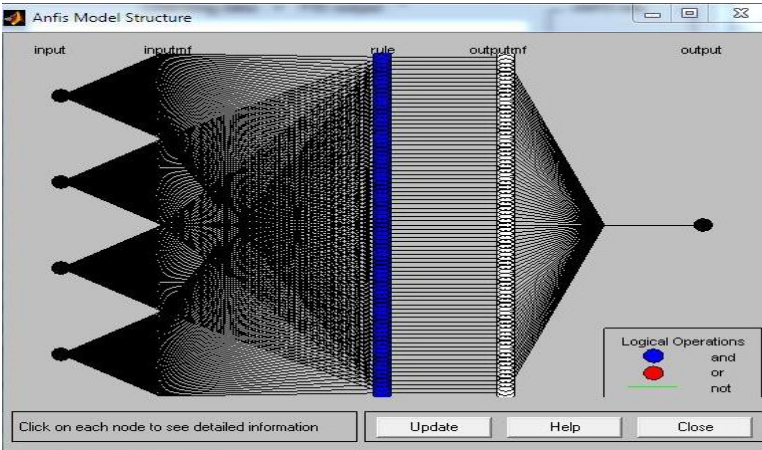 Anfis Model Structure
input inputmf rule outputmf output
Logical Operations
and
or
not
Click on each node to see detailed information Update Help Close